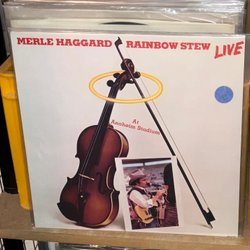 MERLE HAGGARD RAINBOW STEW LIVE
At
Anaheim Stadium